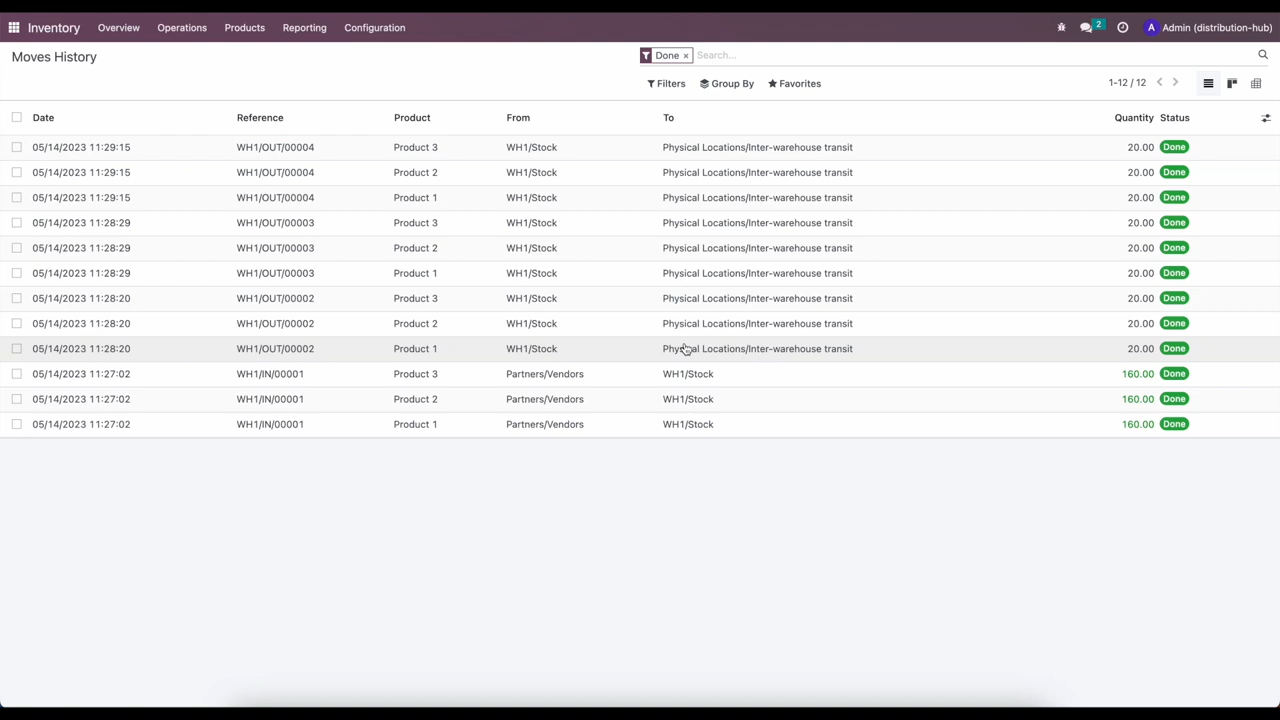 Inventory Overview Operations Products Reporting Configuration 2 A Admin (distribution-hub)
Moves History Done × Search...
Filters Group By Favorites 1-12 / 12
Date Reference Product From To Quantity Status
05/14/2023 11:29:15 WH1/OUT/00004 Product 3 WH1/Stock Physical Locations/Inter-warehouse transit 20.00 Done
05/14/2023 11:29:15 WH1/OUT/00004 Product 2 WH1/Stock Physical Locations/Inter-warehouse transit 20.00 Done
05/14/2023 11:29:15 WH1/OUT/00004 Product 1 WH1/Stock Physical Locations/Inter-warehouse transit 20.00 Done
05/14/2023 11:28:29 WH1/OUT/00003 Product 3 WH1/Stock Physical Locations/Inter-warehouse transit 20.00 Done
05/14/2023 11:28:29 WH1/OUT/00003 Product 2 WH1/Stock Physical Locations/Inter-warehouse transit 20.00 Done
05/14/2023 11:28:29 WH1/OUT/00003 Product 1 WH1/Stock Physical Locations/Inter-warehouse transit 20.00 Done
05/14/2023 11:28:20 WH1/OUT/00002 Product 3 WH1/Stock Physical Locations/Inter-warehouse transit 20.00 Done
05/14/2023 11:28:20 WH1/OUT/00002 Product 2 WH1/Stock Physical Locations/Inter-warehouse transit 20.00 Done
05/14/2023 11:28:20 WH1/OUT/00002 Product 1 WH1/Stock Physical Locations/Inter-warehouse transit 20.00 Done
05/14/2023 11:27:02 WH1/IN/00001 Product 3 Partners/Vendors WH1/Stock 160.00 Done
05/14/2023 11:27:02 WH1/IN/00001 Product 2 Partners/Vendors WH1/Stock 160.00 Done
05/14/2023 11:27:02 WH1/IN/00001 Product 1 Partners/Vendors WH1/Stock 160.00 Done